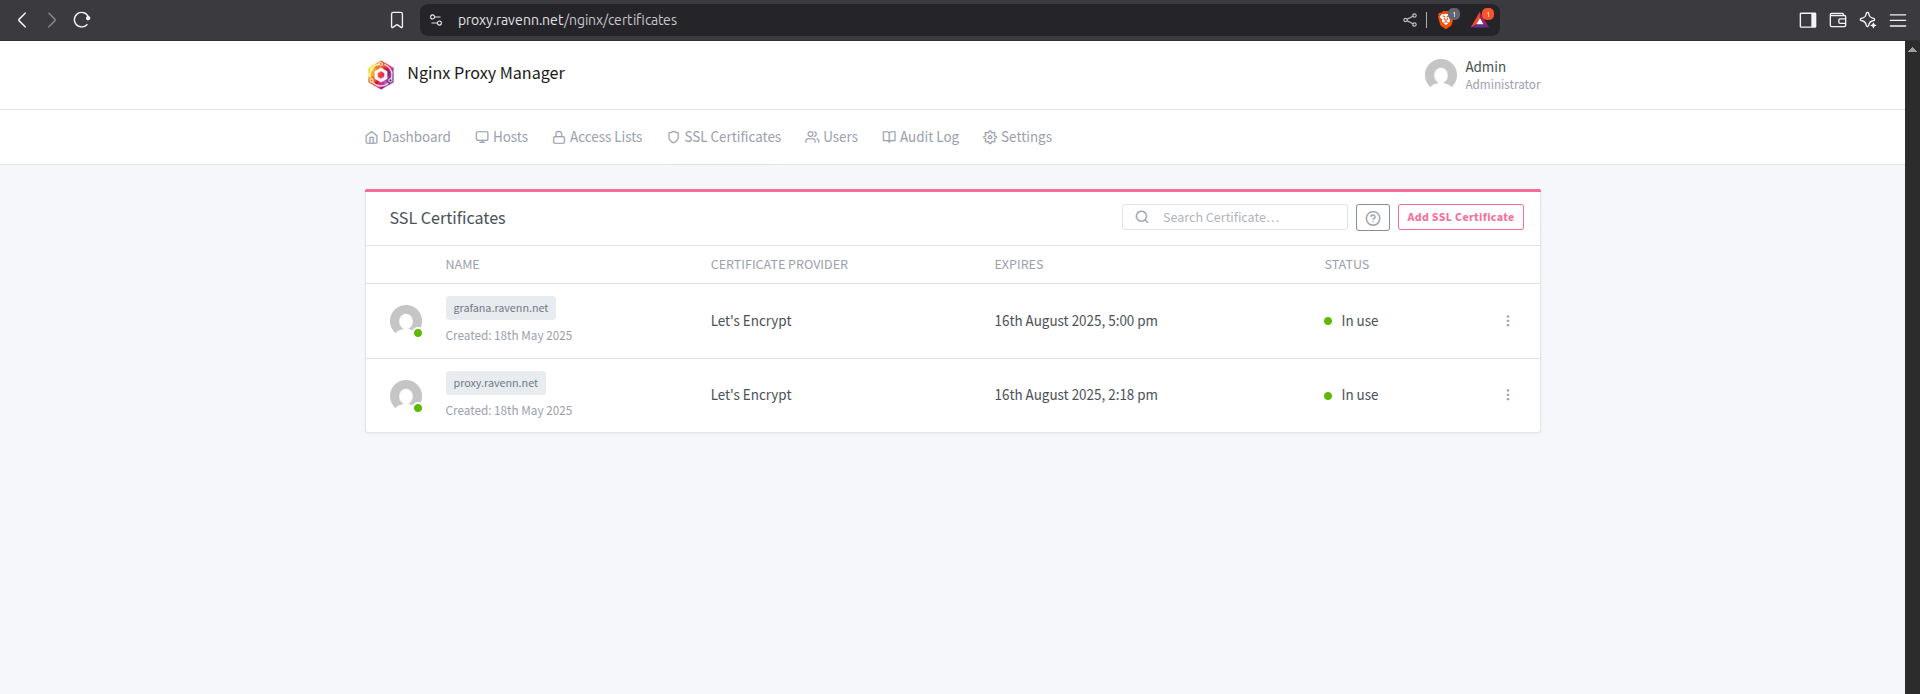 proxy.ravenn.net/nginx/certificates
1
1
Nginx Proxy Manager
Admin
Administrator
Dashboard Hosts Access Lists SSL Certificates Users Audit Log Settings
SSL Certificates
Search Certificate…
Add SSL Certificate
NAME CERTIFICATE PROVIDER EXPIRES STATUS
grafana.ravenn.net
Created: 18th May 2025
Let's Encrypt
16th August 2025, 5:00 pm
In use
proxy.ravenn.net
Created: 18th May 2025
Let's Encrypt
16th August 2025, 2:18 pm
In use